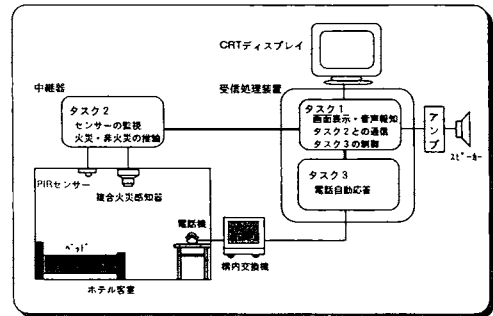 CRTディスプレイ
中継器
受信処理装置
タスク2
センサーの監視
火災・非火災の推論
タスク1
画面表示・音声報知
タスク2との通信
タスク3の制御
アンプ
スピーカー
タスク3
電話自動応答
PIRセンサー
複合火災感知器
電話機
ベッド
構内交換機
ホテル客室